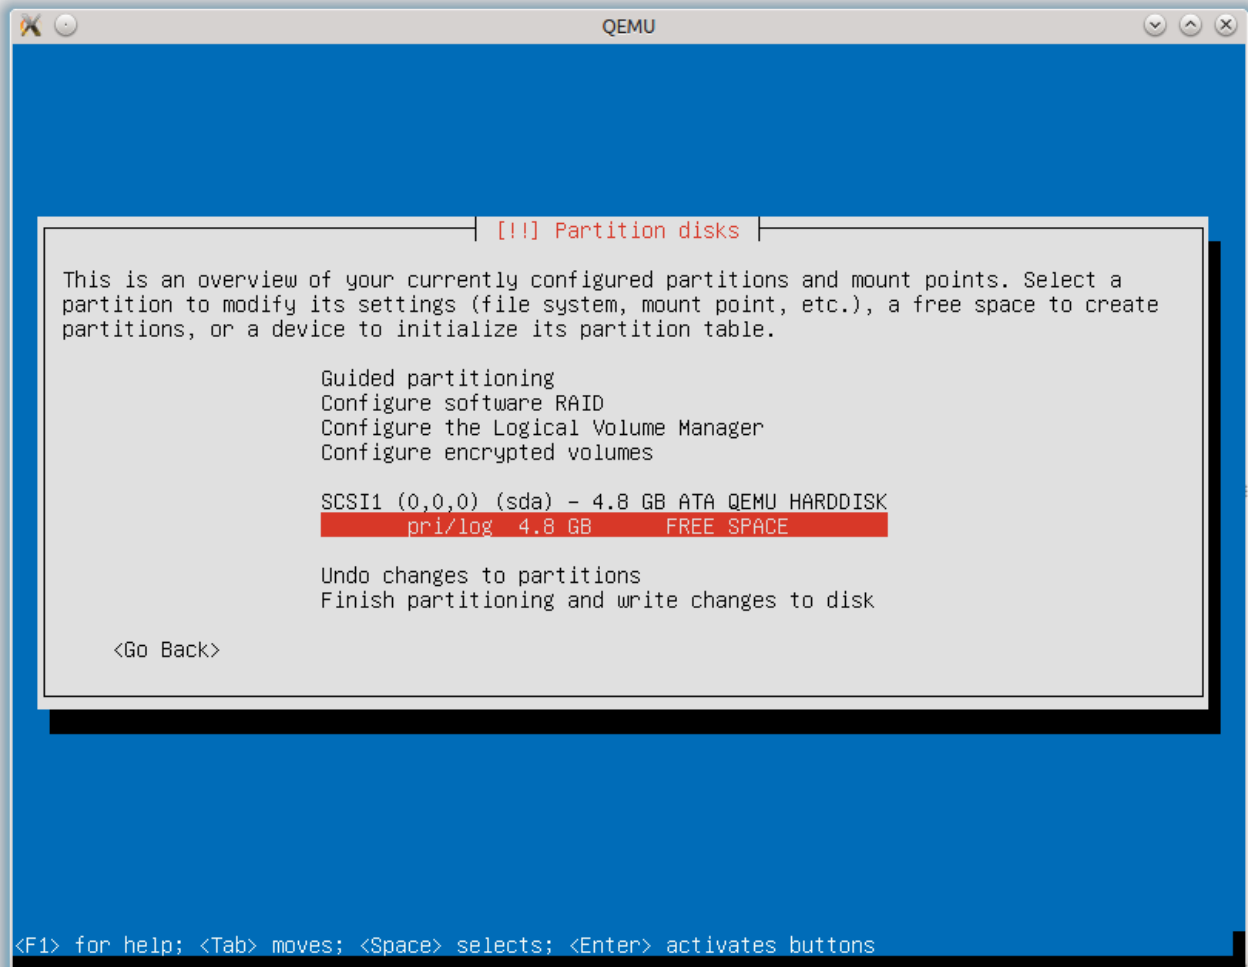 QEMU
[!!] Partition disks
This is an overview of your currently configured partitions and mount points. Select a
partition to modify its settings (file system, mount point, etc.), a free space to create
partitions, or a device to initialize its partition table.
Guided partitioning
Configure software RAID
Configure the Logical Volume Manager
Configure encrypted volumes
SCSI1 (0,0,0) (sda) - 4.8 GB ATA QEMU HARDDISK
pri/log 4.8 GB FREE SPACE
Undo changes to partitions
Finish partitioning and write changes to disk
<Go Back>
<F1> for help; <Tab> moves; <Space> selects; <Enter> activates buttons